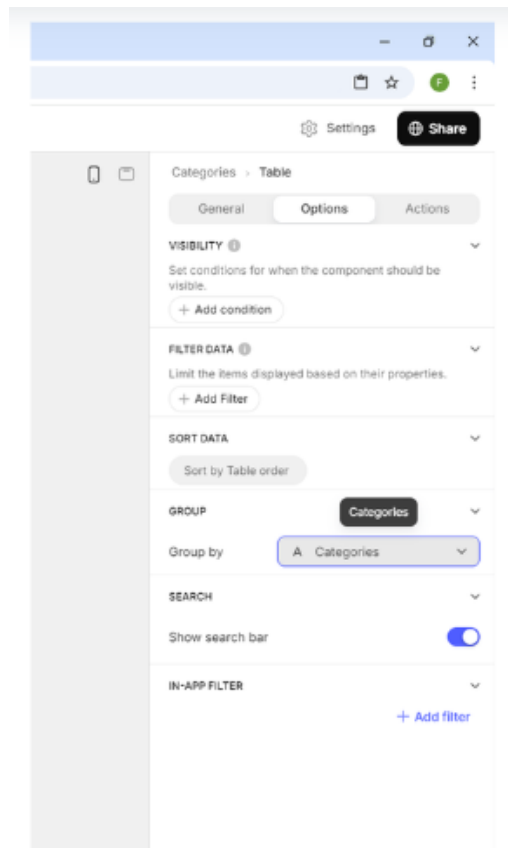 F
Settings
Share
Categories › Table
General Options Actions
VISIBILITY
Set conditions for when the component should be
visible.
+ Add condition
FILTER DATA
Limit the items displayed based on their properties.
+ Add Filter
SORT DATA
Sort by Table order
GROUP
Categories
Group by
A Categories
SEARCH
Show search bar
IN-APP FILTER
+ Add filter